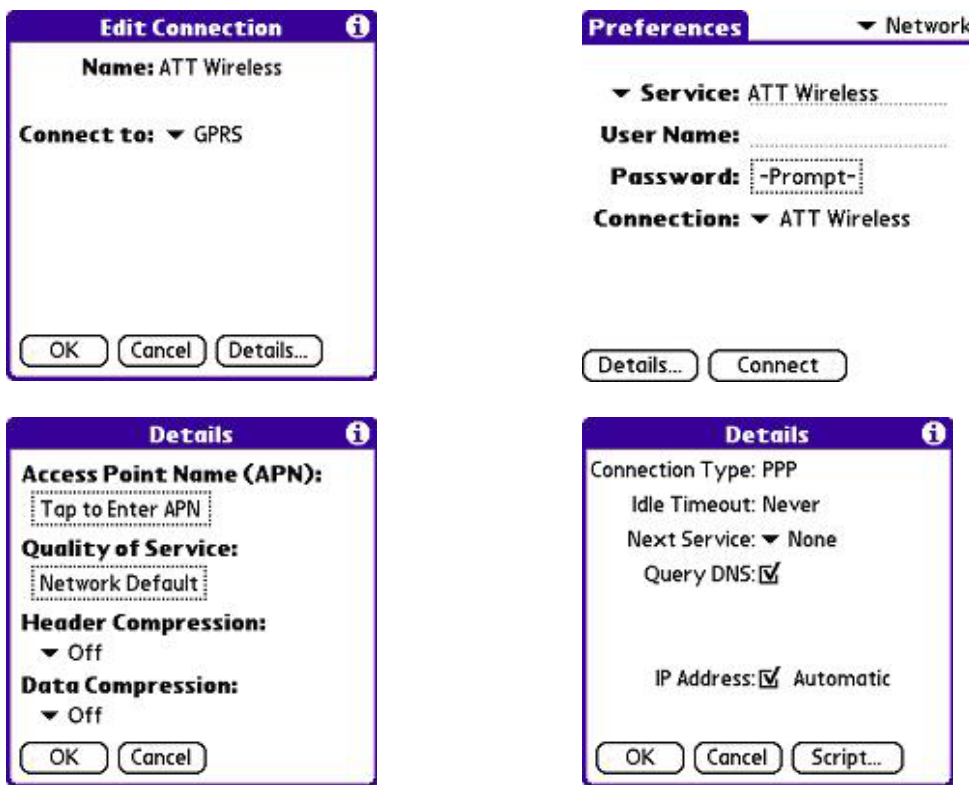 Edit Connection
Name: ATT Wireless
Connect to: GPRS
OK Cancel Details...
Preferences Network
Service: ATT Wireless
User Name:
Password: -Prompt-
Connection: ATT Wireless
Details... Connect
Details
Access Point Name (APN):
Tap to Enter APN
Quality of Service:
Network Default
Header Compression:
Off
Data Compression:
Off
OK Cancel
Details
Connection Type: PPP
Idle Timeout: Never
Next Service: None
Query DNS:
IP Address: Automatic
OK Cancel Script...